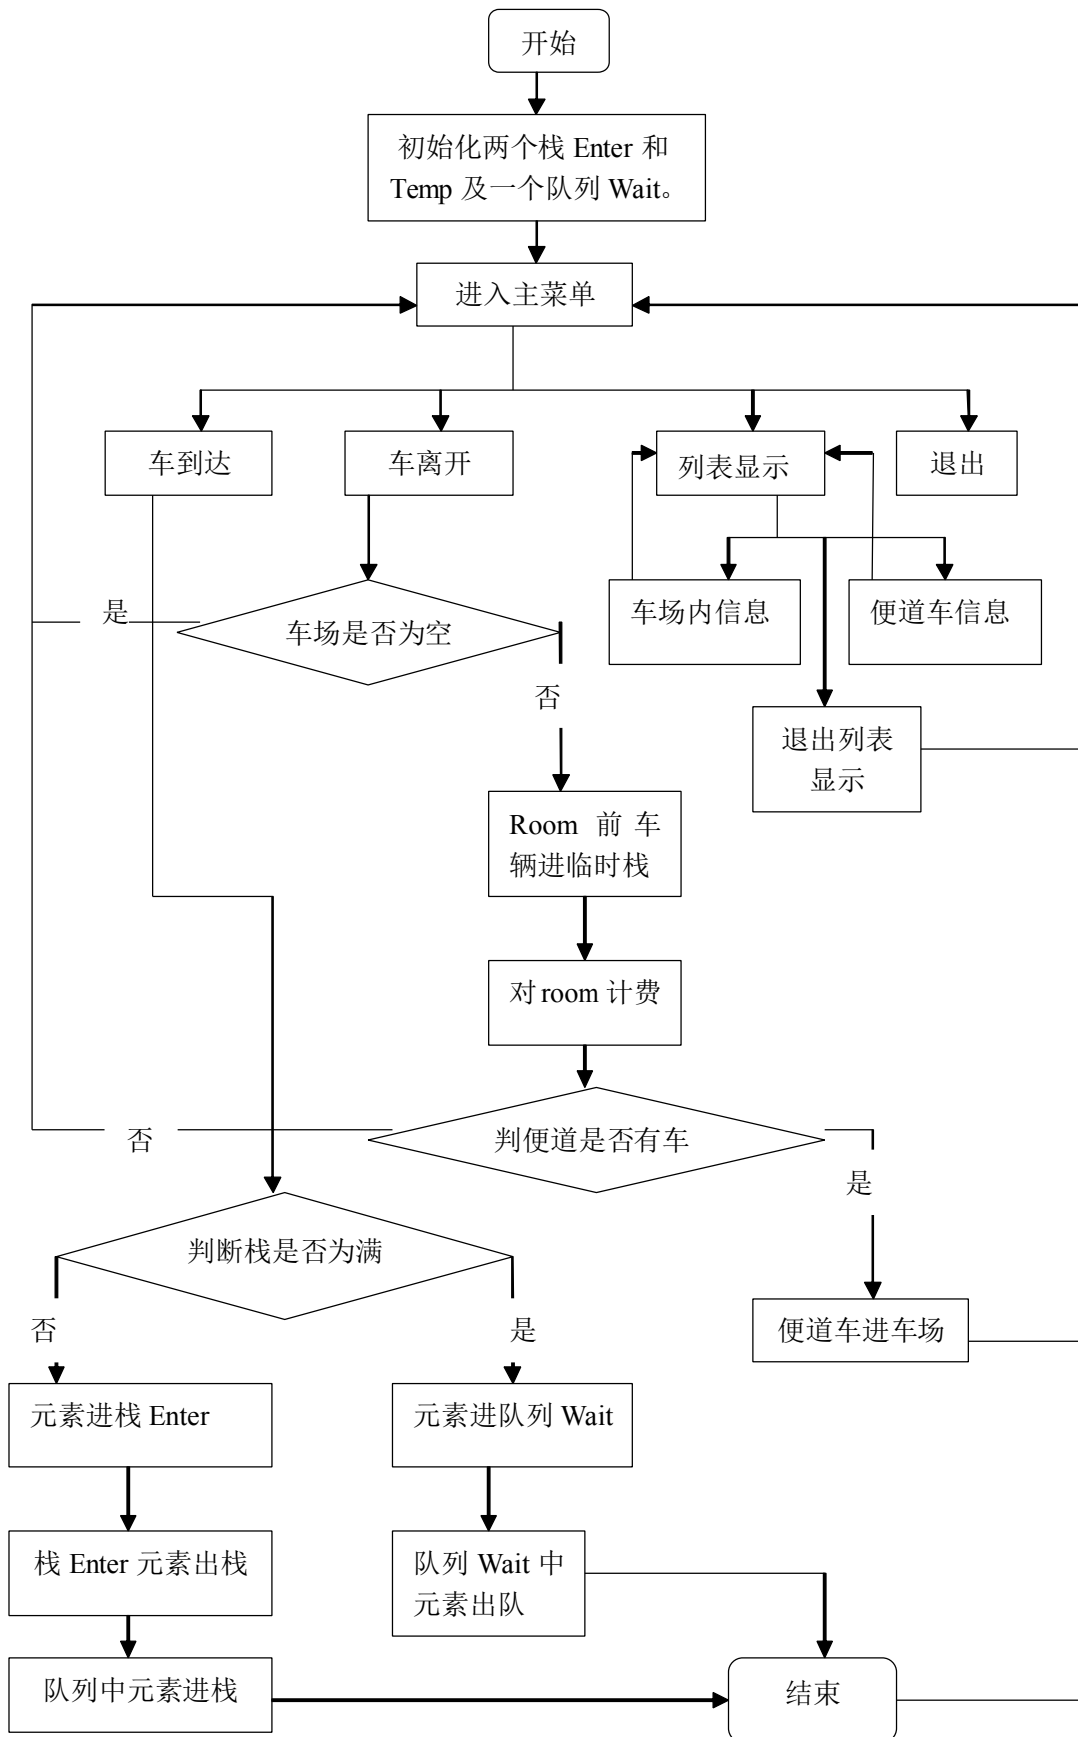 开始
初始化两个栈 Enter 和
Temp 及一个队列 Wait。
进入主菜单
车到达
车离开
列表显示
退出
是
车场是否为空
车场内信息
便道车信息
否
退出列表
显示
Room 前 车
辆进临时栈
对 room 计费
否
判便道是否有车
是
判断栈是否为满
否
是
便道车进车场
元素进栈 Enter
元素进队列 Wait
栈 Enter 元素出栈
队列 Wait 中
元素出队
队列中元素进栈
结束